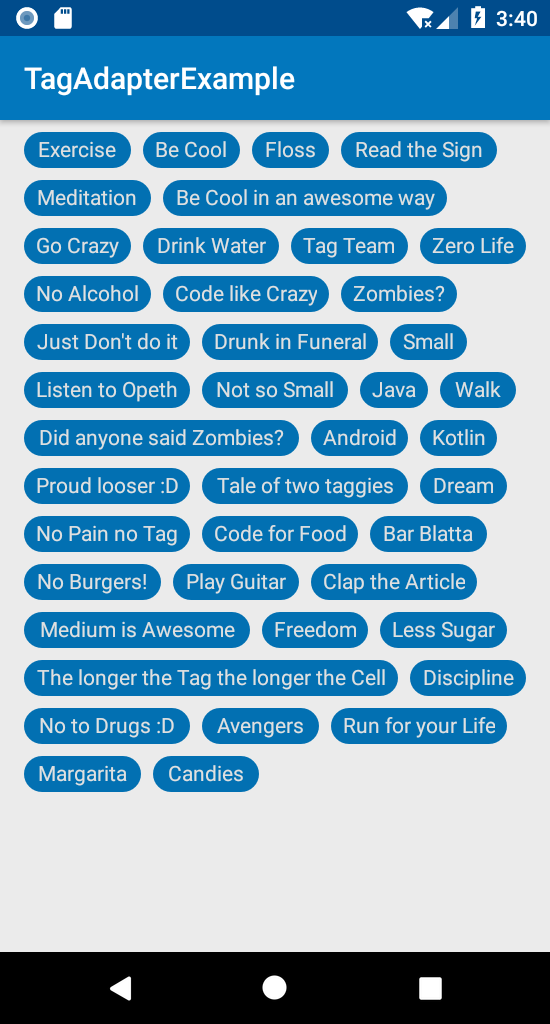 3:40
TagAdapterExample
Exercise Be Cool Floss Read the Sign
Meditation Be Cool in an awesome way
Go Crazy Drink Water Tag Team Zero Life
No Alcohol Code like Crazy Zombies?
Just Don't do it Drunk in Funeral Small
Listen to Opeth Not so Small Java Walk
Did anyone said Zombies? Android Kotlin
Proud looser :D Tale of two taggies Dream
No Pain no Tag Code for Food Bar Blatta
No Burgers! Play Guitar Clap the Article
Medium is Awesome Freedom Less Sugar
The longer the Tag the longer the Cell Discipline
No to Drugs :D Avengers Run for your Life
Margarita Candies